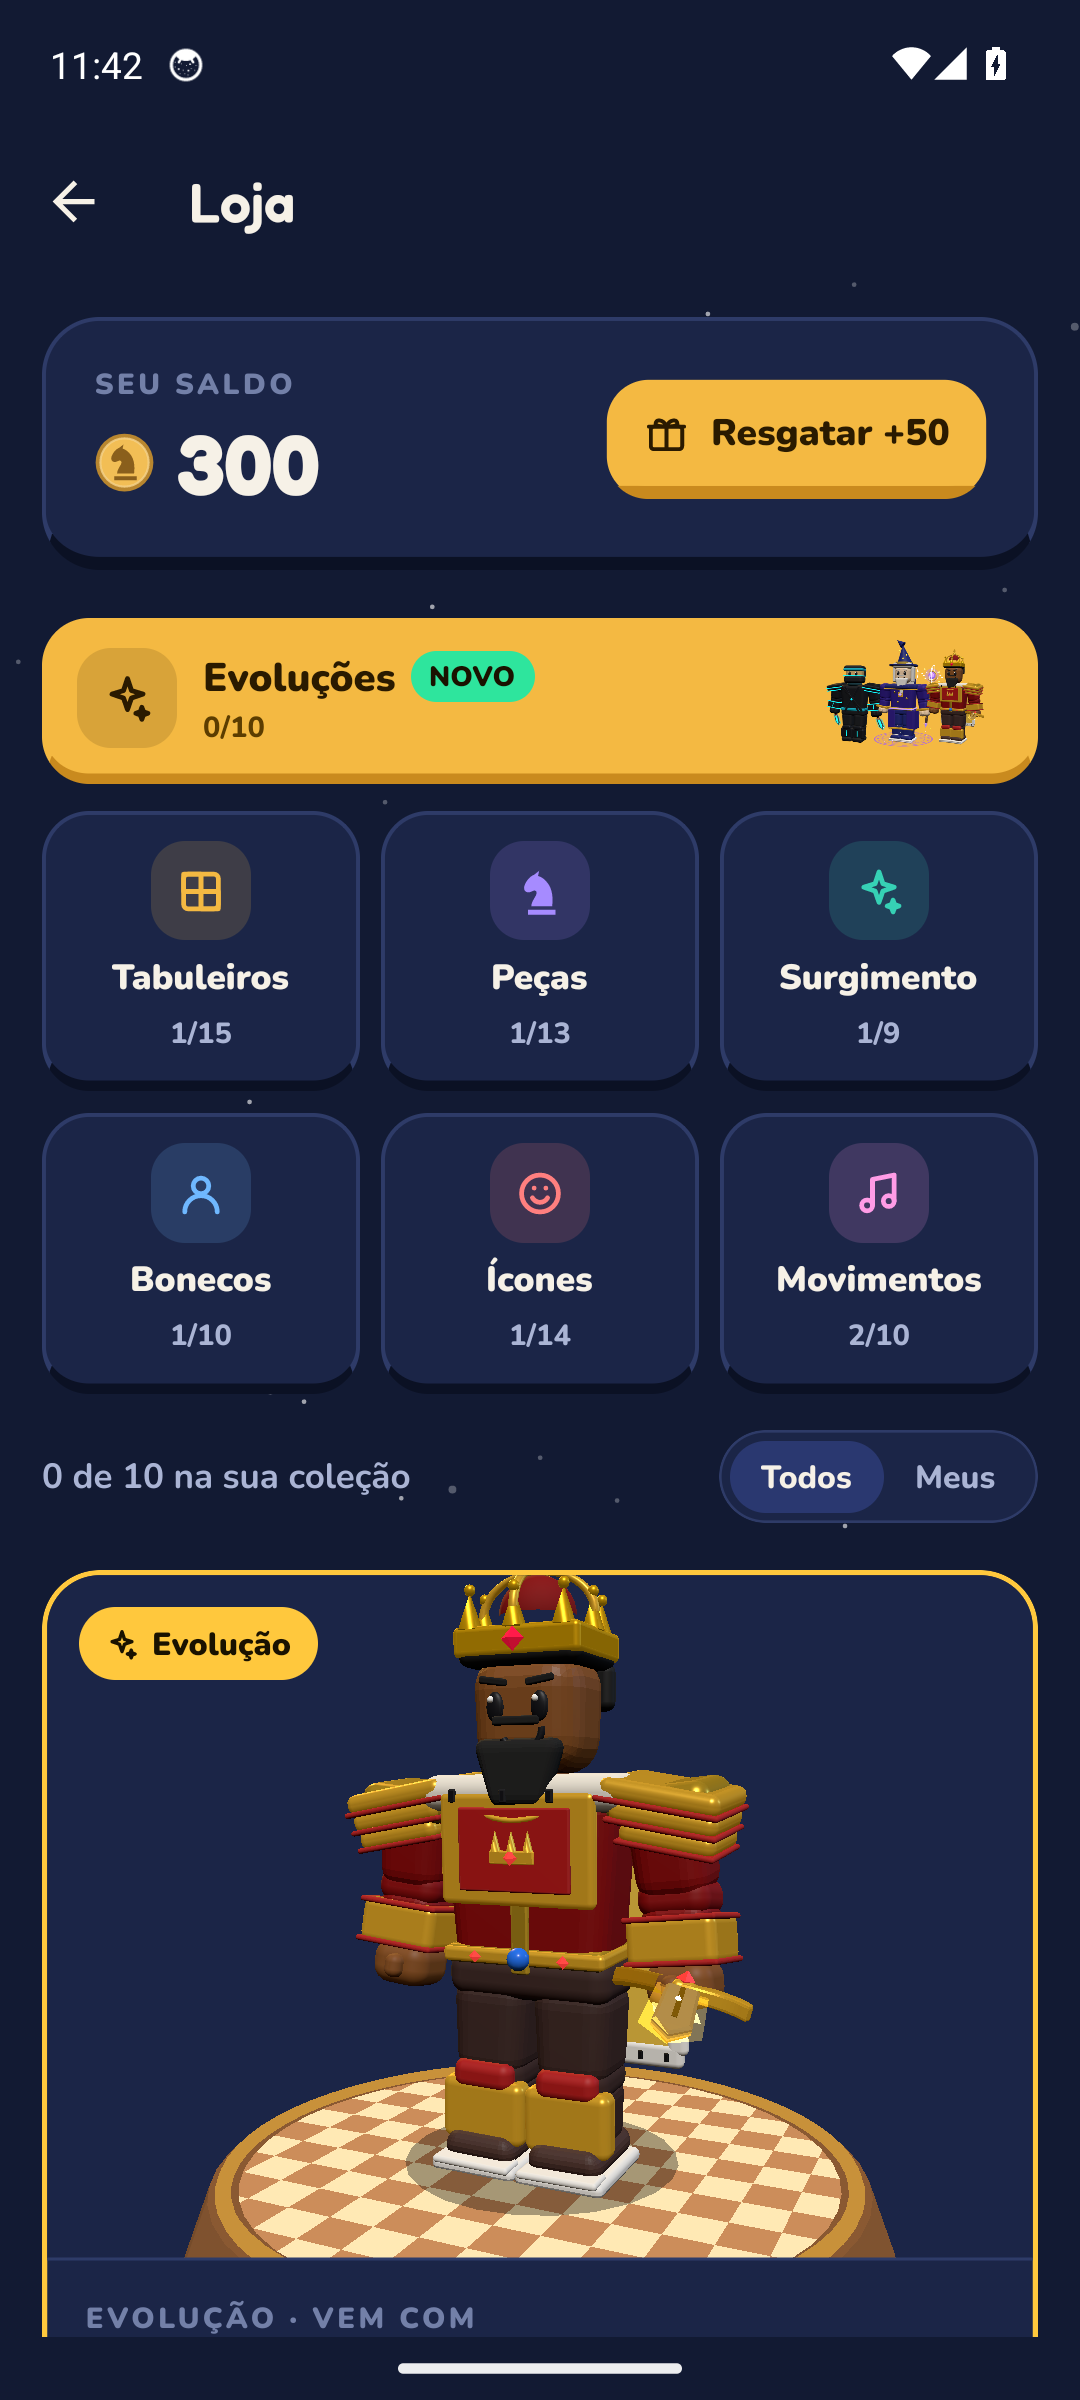 11:42
Loja
SEU SALDO
300
Resgatar +50
Evoluções NOVO
0/10
Tabuleiros
1/15
Peças
1/13
Surgimento
1/9
Bonecos
1/10
Ícones
1/14
Movimentos
2/10
0 de 10 na sua coleção
Todos
Meus
Evolução
EVOLUÇÃO · VEM COM